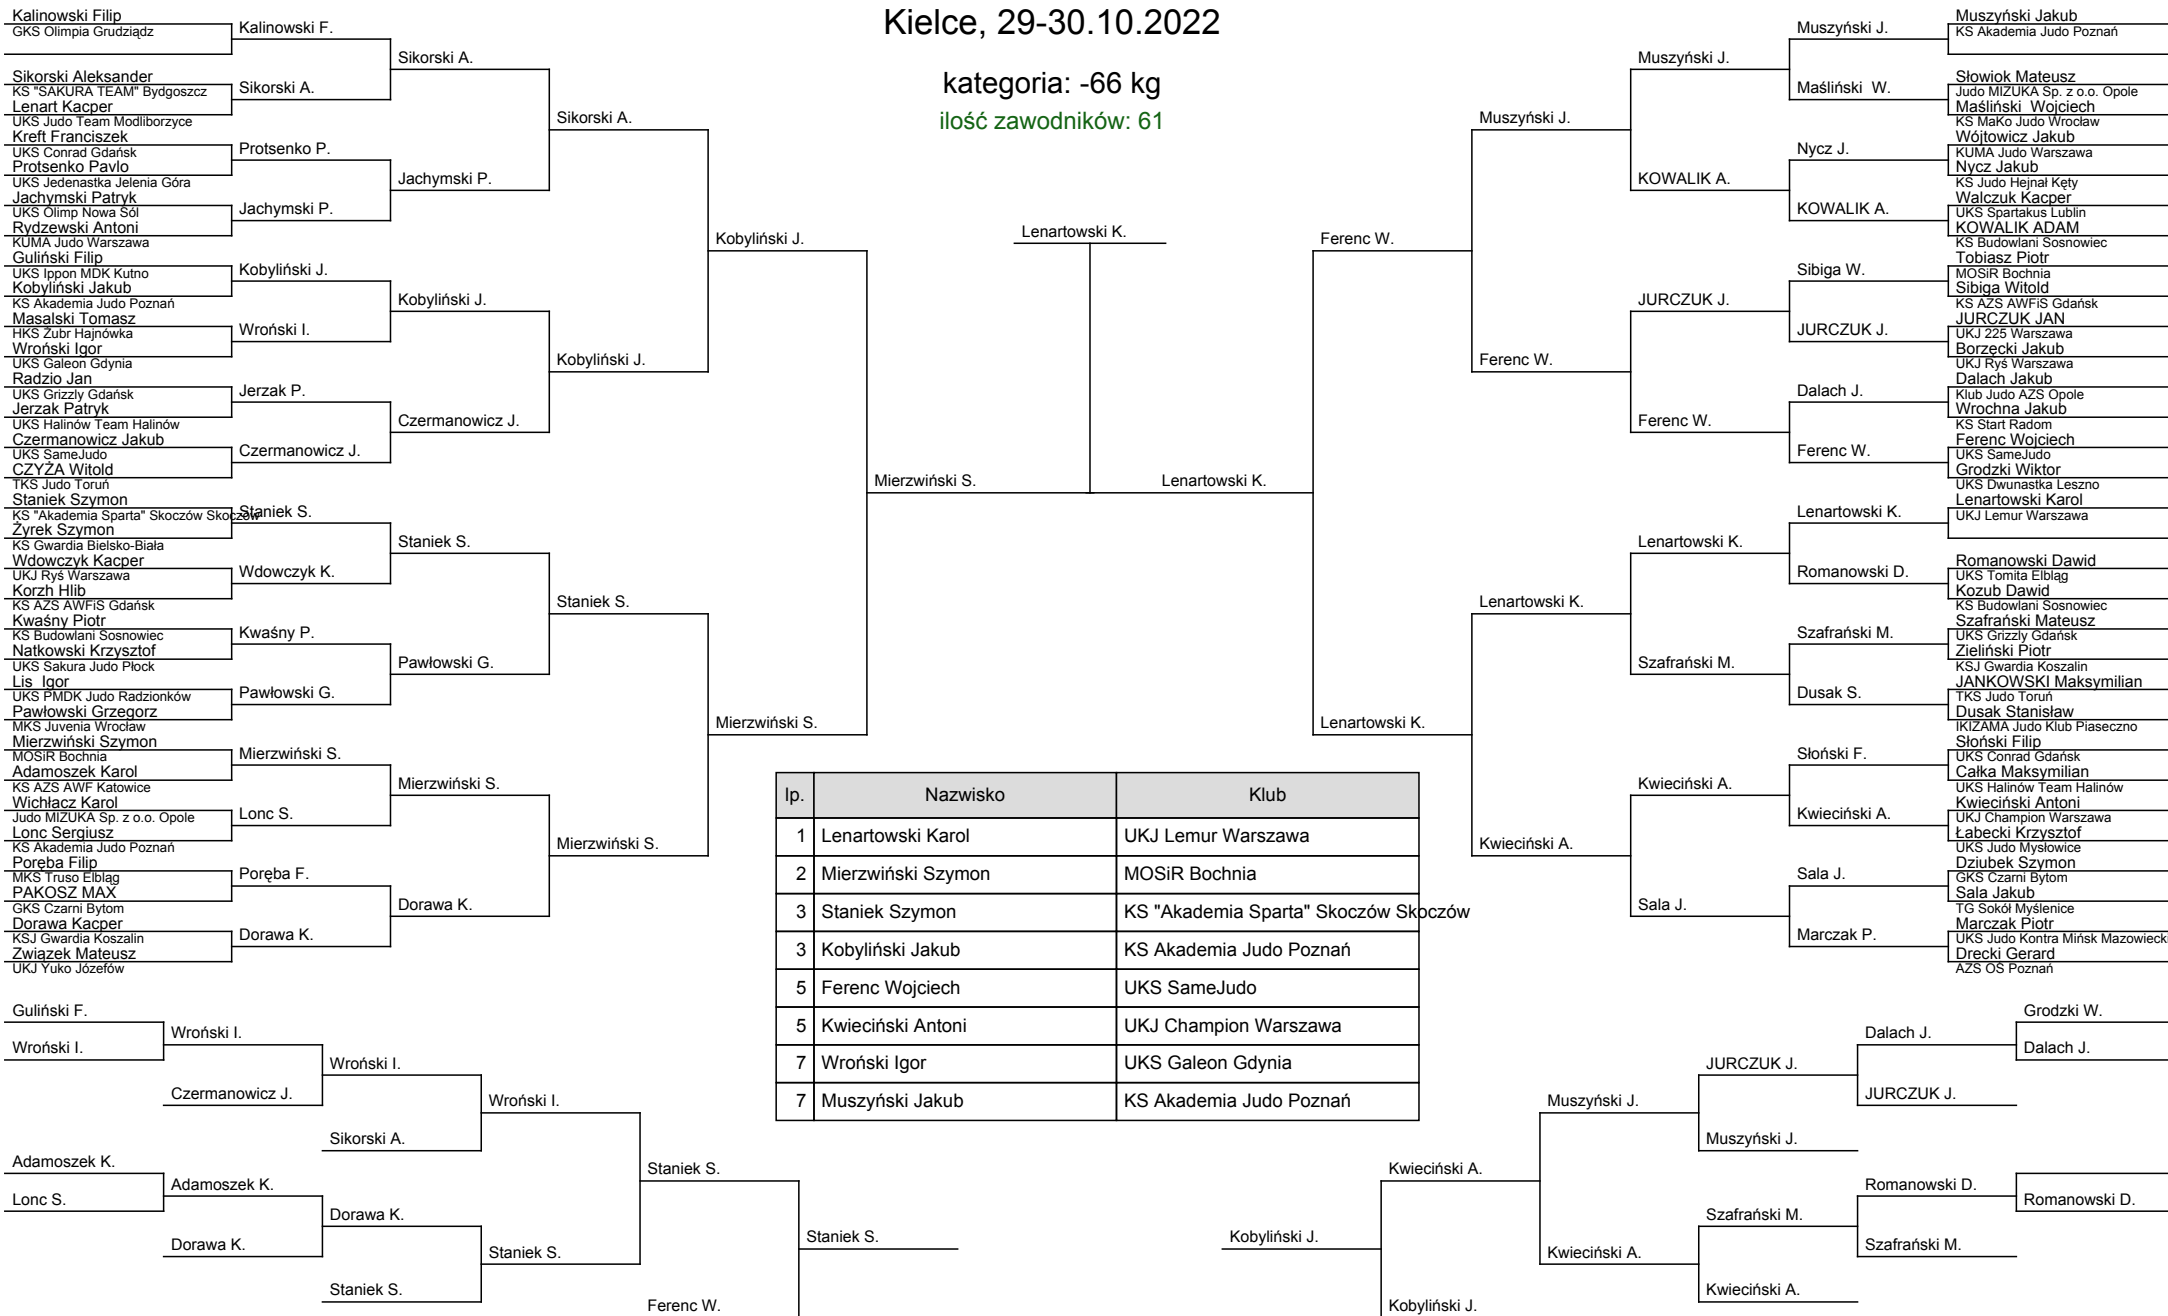 Kielce, 29-30.10.2022
kategoria: -66 kg
ilość zawodników: 61
Kalinowski Filip
GKS Olimpia Grudziądz
Sikorski Aleksander
KS "SAKURA TEAM" Bydgoszcz
Lenart Kacper
UKS Judo Team Modliborzyce
Kreft Franciszek
UKS Conrad Gdańsk
Protsenko Pavlo
UKS Jedenastka Jelenia Góra
Jachymski Patryk
UKS Olimp Nowa Sól
Rydzewski Antoni
KUMA Judo Warszawa
Guliński Filip
UKS Ippon MDK Kutno
Kobyliński Jakub
KS Akademia Judo Poznań
Masalski Tomasz
HKS Żubr Hajnówka
Wroński Igor
UKS Galeon Gdynia
Radzio Jan
UKS Grizzly Gdańsk
Jerzak Patryk
UKS Halinów Team Halinów
Czermanowicz Jakub
UKS SameJudo
CZYŻA Witold
TKS Judo Toruń
Staniek Szymon
KS "Akademia Sparta" Skoczów Skoczów
Żyrek Szymon
KS Gwardia Bielsko-Biała
Wdowczyk Kacper
UKJ Ryś Warszawa
Korzh Hlib
KS AZS AWFiS Gdańsk
Kwaśny Piotr
KS Budowlani Sosnowiec
Natkowski Krzysztof
UKS Sakura Judo Płock
Lis Igor
UKS PMDK Judo Radzionków
Pawłowski Grzegorz
MKS Juvenia Wrocław
Mierzwiński Szymon
MOSiR Bochnia
Adamoszek Karol
KS AZS AWF Katowice
Wichłacz Karol
Judo MIZUKA Sp. z o.o. Opole
Lonc Sergiusz
KS Akademia Judo Poznań
Poręba Filip
MKS Truso Elbląg
PAKOSZ MAX
GKS Czarni Bytom
Dorawa Kacper
KSJ Gwardia Koszalin
Związek Mateusz
UKJ Yuko Józefów
Kalinowski F.
Sikorski A.
Protsenko P.
Jachymski P.
Kobyliński J.
Wroński I.
Jerzak P.
Czermanowicz J.
Staniek S.
Wdowczyk K.
Kwaśny P.
Pawłowski G.
Mierzwiński S.
Lonc S.
Poręba F.
Dorawa K.
Sikorski A.
Jachymski P.
Kobyliński J.
Czermanowicz J.
Staniek S.
Pawłowski G.
Mierzwiński S.
Dorawa K.
Sikorski A.
Kobyliński J.
Staniek S.
Mierzwiński S.
Kobyliński J.
Mierzwiński S.
Mierzwiński S.
Lenartowski K.
Lenartowski K.
Ferenc W.
Lenartowski K.
Muszyński J.
Ferenc W.
Lenartowski K.
Kwieciński A.
Muszyński J.
KOWALIK A.
JURCZUK J.
Ferenc W.
Lenartowski K.
Szafrański M.
Kwieciński A.
Sala J.
Muszyński J.
Maśliński W.
Nycz J.
KOWALIK A.
Sibiga W.
JURCZUK J.
Dalach J.
Ferenc W.
Lenartowski K.
Romanowski D.
Szafrański M.
Dusak S.
Słoński F.
Kwieciński A.
Sala J.
Marczak P.
Muszyński Jakub
KS Akademia Judo Poznań
Słowiok Mateusz
Judo MIZUKA Sp. z o.o. Opole
Maśliński Wojciech
KS MaKo Judo Wrocław
Wójtowicz Jakub
KUMA Judo Warszawa
Nycz Jakub
KS Judo Hejnał Kęty
Walczuk Kacper
UKS Spartakus Lublin
KOWALIK ADAM
KS Budowlani Sosnowiec
Tobiasz Piotr
MOSiR Bochnia
Sibiga Witold
KS AZS AWFiS Gdańsk
JURCZUK JAN
UKJ 225 Warszawa
Borzęcki Jakub
UKJ Ryś Warszawa
Dalach Jakub
Klub Judo AZS Opole
Wrochna Jakub
KS Start Radom
Ferenc Wojciech
UKS SameJudo
Grodzki Wiktor
UKS Dwunastka Leszno
Lenartowski Karol
UKJ Lemur Warszawa
Romanowski Dawid
UKS Tomita Elbląg
Kozub Dawid
KS Budowlani Sosnowiec
Szafrański Mateusz
UKS Grizzly Gdańsk
Zieliński Piotr
KSJ Gwardia Koszalin
JANKOWSKI Maksymilian
TKS Judo Toruń
Dusak Stanisław
IKIZAMA Judo Klub Piaseczno
Słoński Filip
UKS Conrad Gdańsk
Całka Maksymilian
UKS Halinów Team Halinów
Kwieciński Antoni
UKJ Champion Warszawa
Łabecki Krzysztof
UKS Judo Mysłowice
Dziubek Szymon
GKS Czarni Bytom
Sala Jakub
TG Sokół Myślenice
Marczak Piotr
UKS Judo Kontra Mińsk Mazowiecki
Drecki Gerard
AZS OŚ Poznań
lp. Nazwisko Klub
1 Lenartowski Karol UKJ Lemur Warszawa
2 Mierzwiński Szymon MOSiR Bochnia
3 Staniek Szymon KS "Akademia Sparta" Skoczów Skoczów
3 Kobyliński Jakub KS Akademia Judo Poznań
5 Ferenc Wojciech UKS SameJudo
5 Kwieciński Antoni UKJ Champion Warszawa
7 Wroński Igor UKS Galeon Gdynia
7 Muszyński Jakub KS Akademia Judo Poznań
Guliński F.
Wroński I.
Adamoszek K.
Lonc S.
Wroński I.
Czermanowicz J.
Adamoszek K.
Dorawa K.
Wroński I.
Sikorski A.
Dorawa K.
Staniek S.
Wroński I.
Staniek S.
Staniek S.
Ferenc W.
Staniek S.
Kobyliński J.
Kwieciński A.
Kobyliński J.
Muszyński J.
Kwieciński A.
JURCZUK J.
Muszyński J.
Szafrański M.
Kwieciński A.
Dalach J.
JURCZUK J.
Romanowski D.
Szafrański M.
Grodzki W.
Dalach J.
Romanowski D.